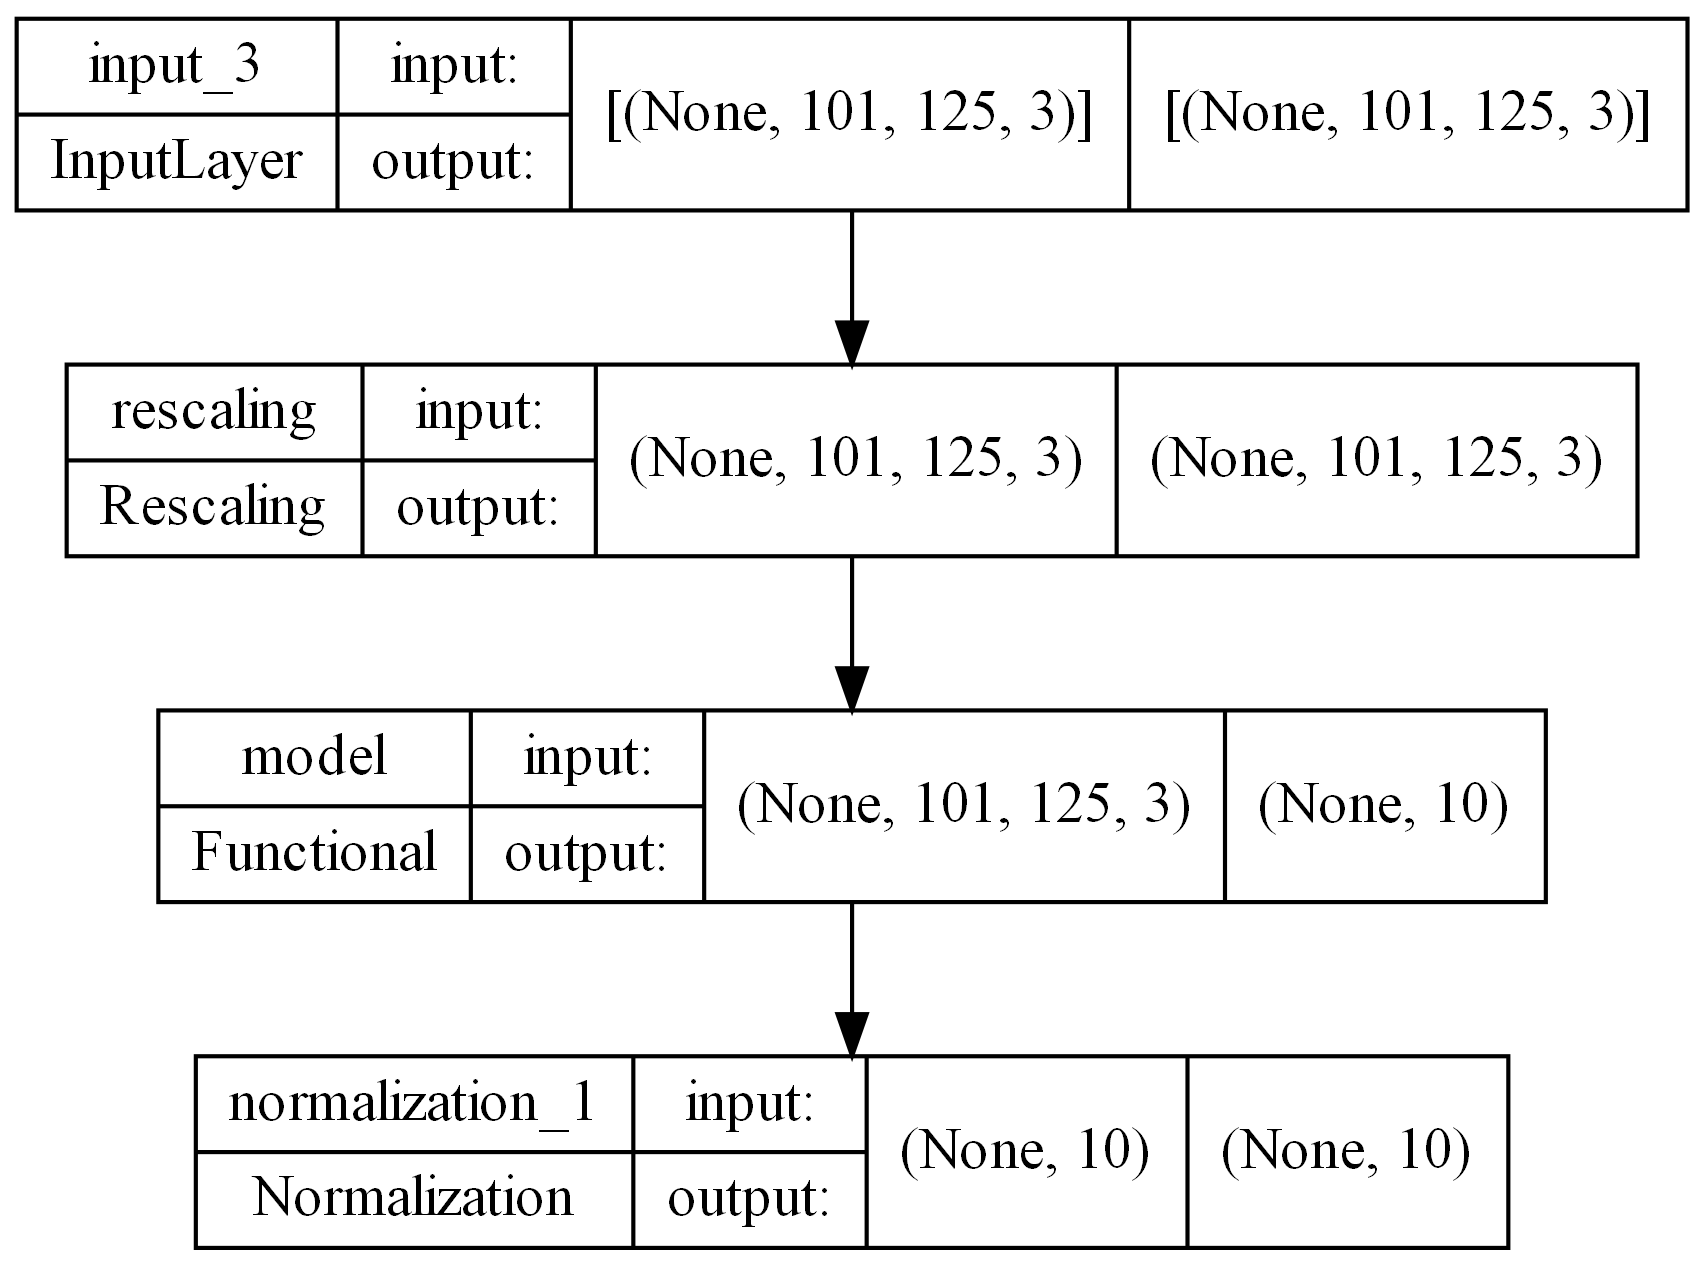 input_3
input:
[(None, 101, 125, 3)]
[(None, 101, 125, 3)]
InputLayer
output:
rescaling
input:
(None, 101, 125, 3)
(None, 101, 125, 3)
Rescaling
output:
model
input:
(None, 101, 125, 3)
(None, 10)
Functional
output:
normalization_1
input:
(None, 10)
(None, 10)
Normalization
output: